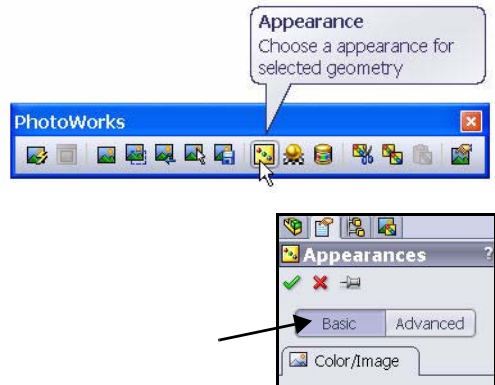 Appearance
Choose a appearance for
selected geometry
PhotoWorks
Appearances ?
Basic Advanced
Color/Image